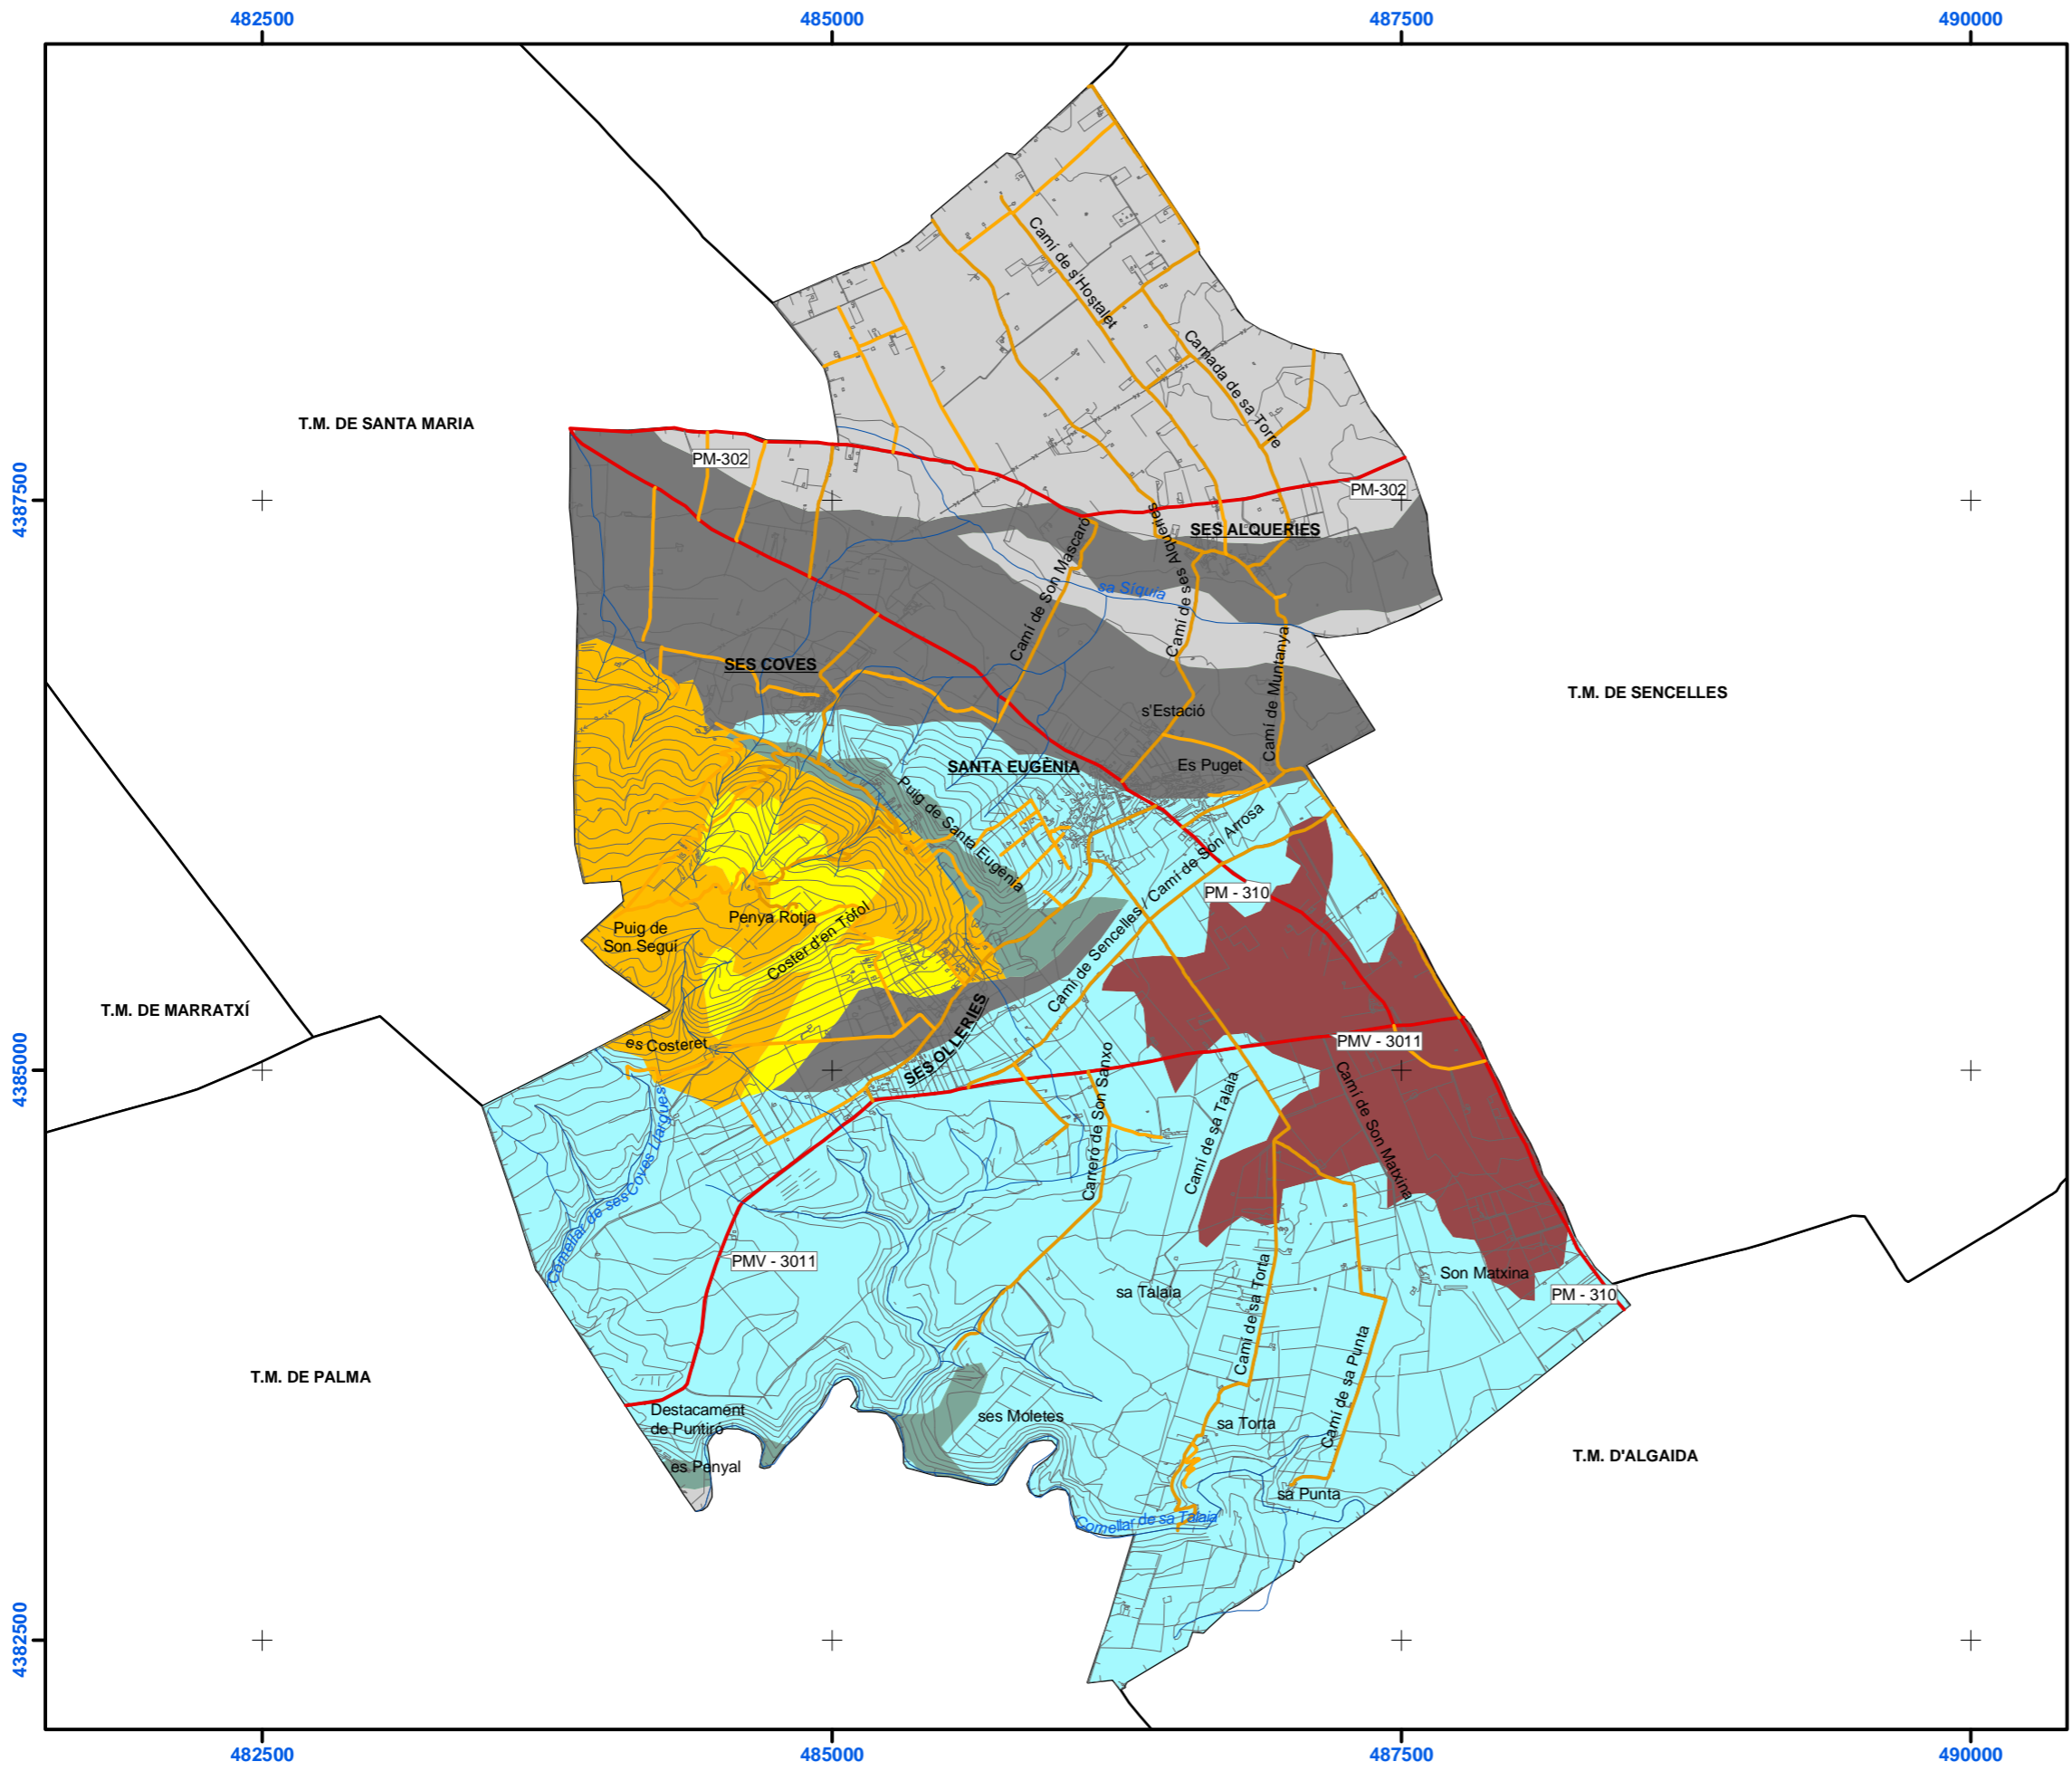 482500
485000
487500
490000
4387500
4385000
4382500
T.M. DE SANTA MARIA
PM-302
PM-302
Camí de s'Hostalet
Camada de sa Torre
SES ALQUERIES
Camí de ses Alqueries
Camí de Son Mascaró
sa Síquia
SES COVES
s'Estació
Camí de Muntanya
T.M. DE SENCELLES
SANTA EUGÈNIA
Es Puget
Puig de Santa Eugènia
PM - 310
Camí de Sencelles / Camí de Son Arrosa
Penya Rotja
Puig de
Son Seguí
Coster d'en Tòfol
T.M. DE MARRATXÍ
SES OLLERIES
es Costeret
PMV - 3011
Carreró de Son Sanxo
Camí de sa Talaia
Camí de Son Matxina
Comellar de ses Coves Llargues
PMV - 3011
sa Talaia
Camí de sa Torta
Son Matxina
PM - 310
Camí de sa Punta
T.M. DE PALMA
Destacament
de Puntiró
es Penyal
ses Moletes
sa Torta
T.M. D'ALGAIDA
sa Punta
Comellar de sa Talaia
482500
485000
487500
490000